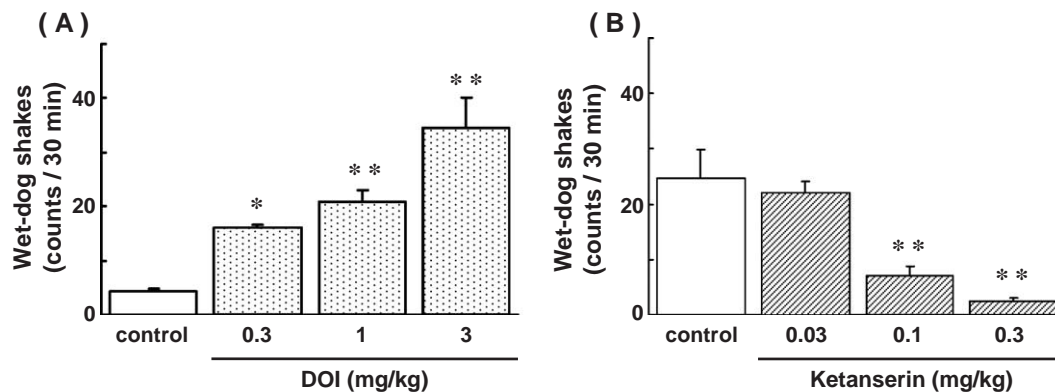 ( A )
Wet-dog shakes
(counts / 30 min)
40
20
0
*
* *
* *
control
0.3
1
3
DOI (mg/kg)
( B )
Wet-dog shakes
(counts / 30 min)
40
20
0
* *
* *
control
0.03
0.1
0.3
Ketanserin (mg/kg)